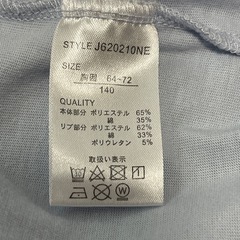 STYLE J620210NE
SIZE
胸囲 64~72
140
QUALITY
本体部分 ポリエステル 65%
綿 35%
リブ部分 ポリエステル 62%
綿 33%
ポリウレタン 5%
取扱い表示